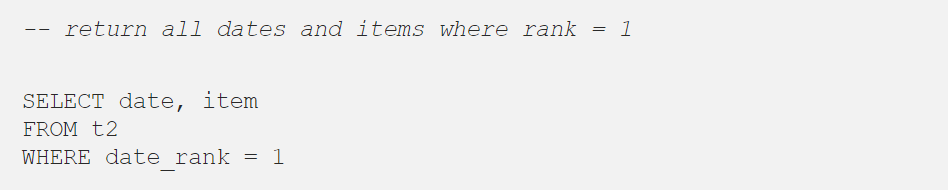 -- return all dates and items where rank = 1
SELECT date, item
FROM t2
WHERE date_rank = 1